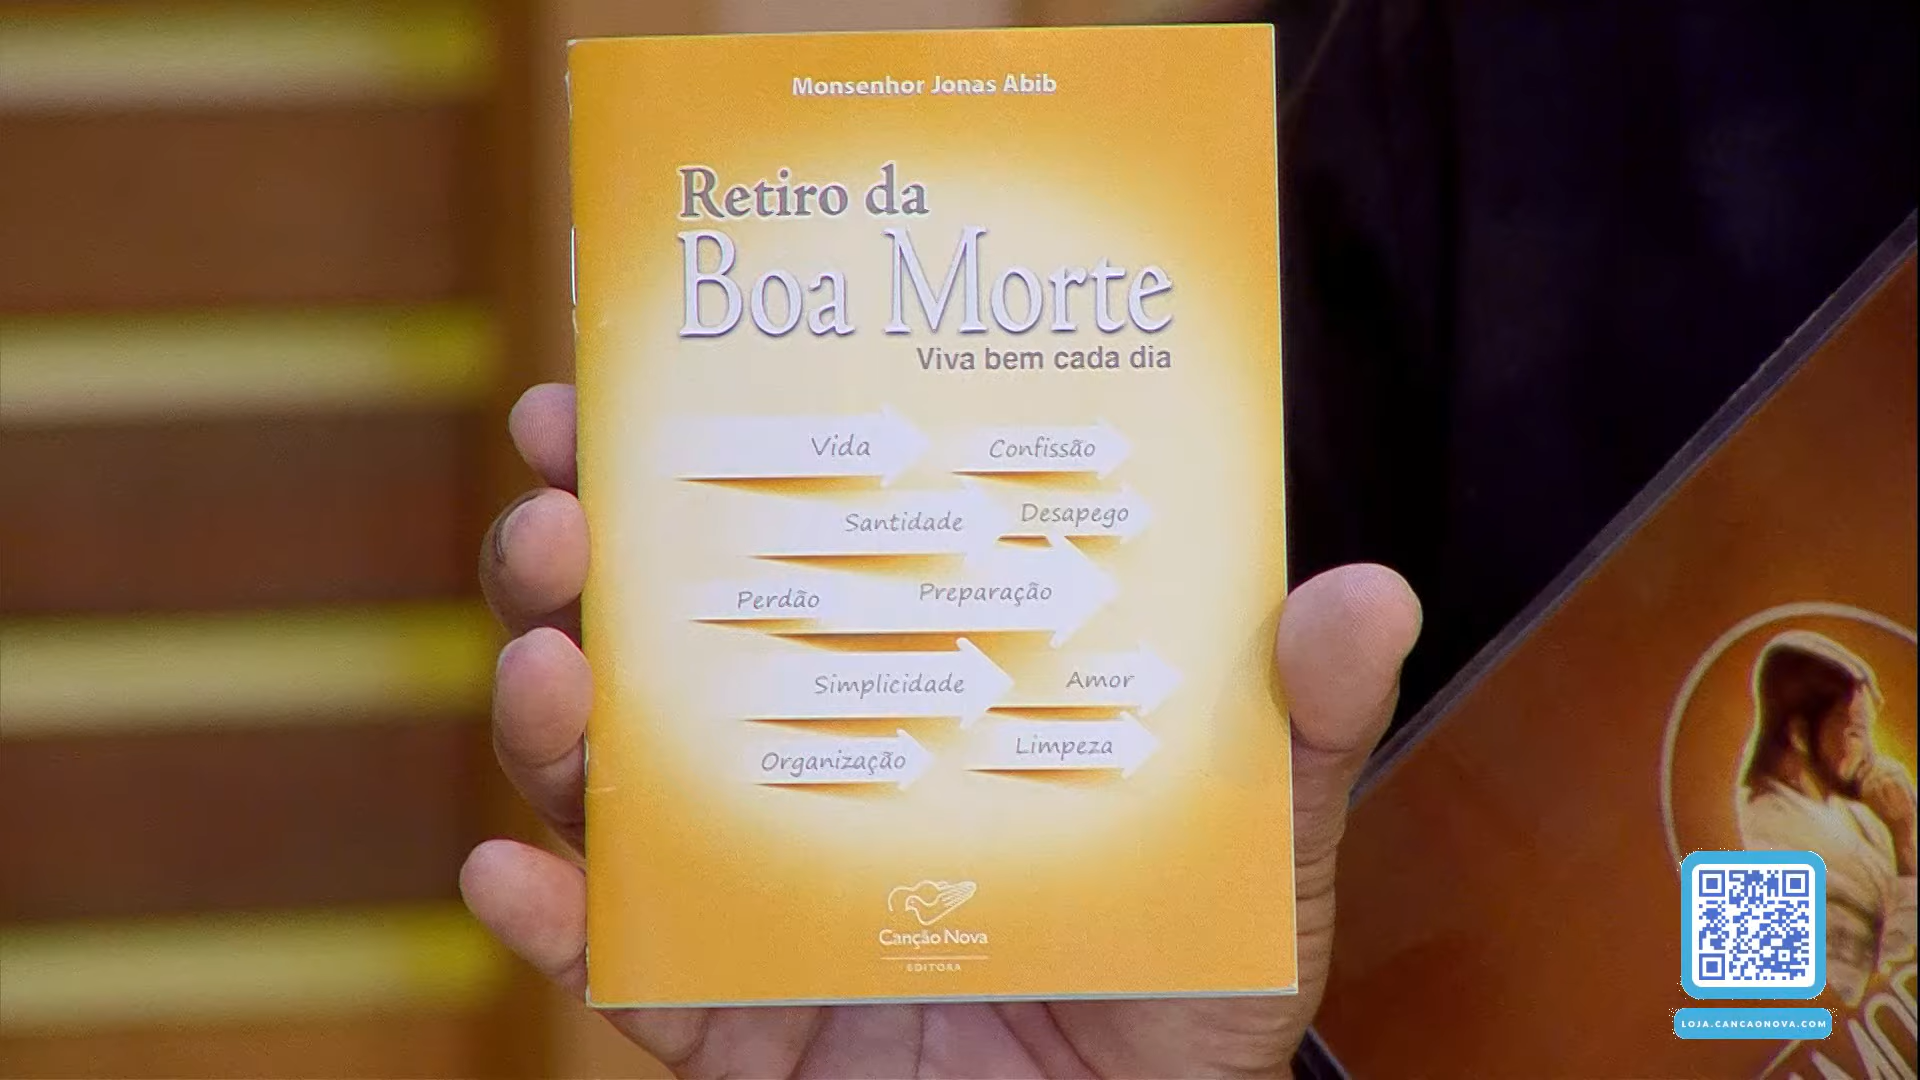 Monsenhor Jonas Abib
Retiro da
Boa Morte
Viva bem cada dia
Vida
Confissão
Santidade
Desapego
Perdão
Preparação
Simplicidade
Amor
Organização
Limpeza
Canção Nova
EDITORA
LOJA.CANCAONOVA.COM